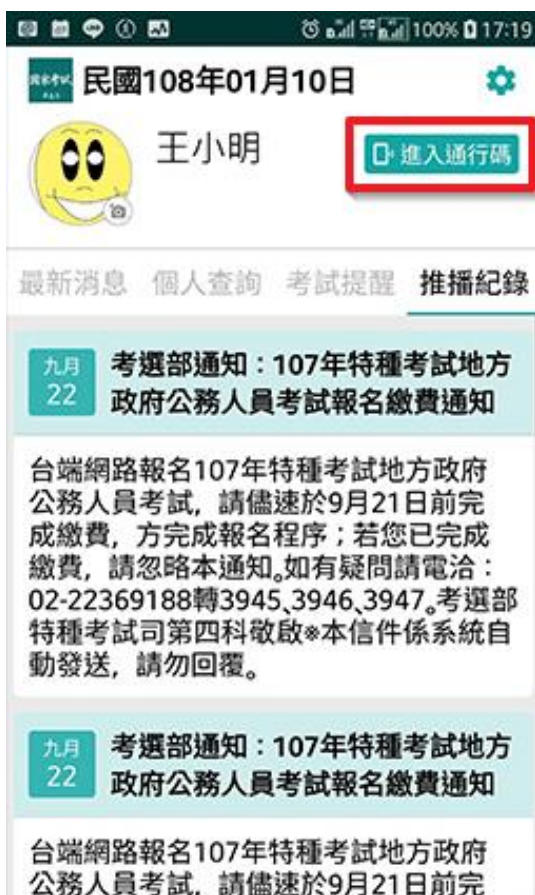 100% 17:19
國家考試
民國108年01月10日
王小明
進入通行碼
最新消息 個人查詢 考試提醒 推播紀錄
九月
22
考選部通知：107年特種考試地方
政府公務人員考試報名繳費通知
台端網路報名107年特種考試地方政府
公務人員考試，請儘速於9月21日前完
成繳費，方完成報名程序；若您已完成
繳費，請忽略本通知。如有疑問請電洽：
02-22369188轉3945、3946、3947。考選部
特種考試司第四科敬啟※本信件係系統自
動發送，請勿回覆。
九月
22
考選部通知：107年特種考試地方
政府公務人員考試報名繳費通知
台端網路報名107年特種考試地方政府
公務人員考試，請儘速於9月21日前完